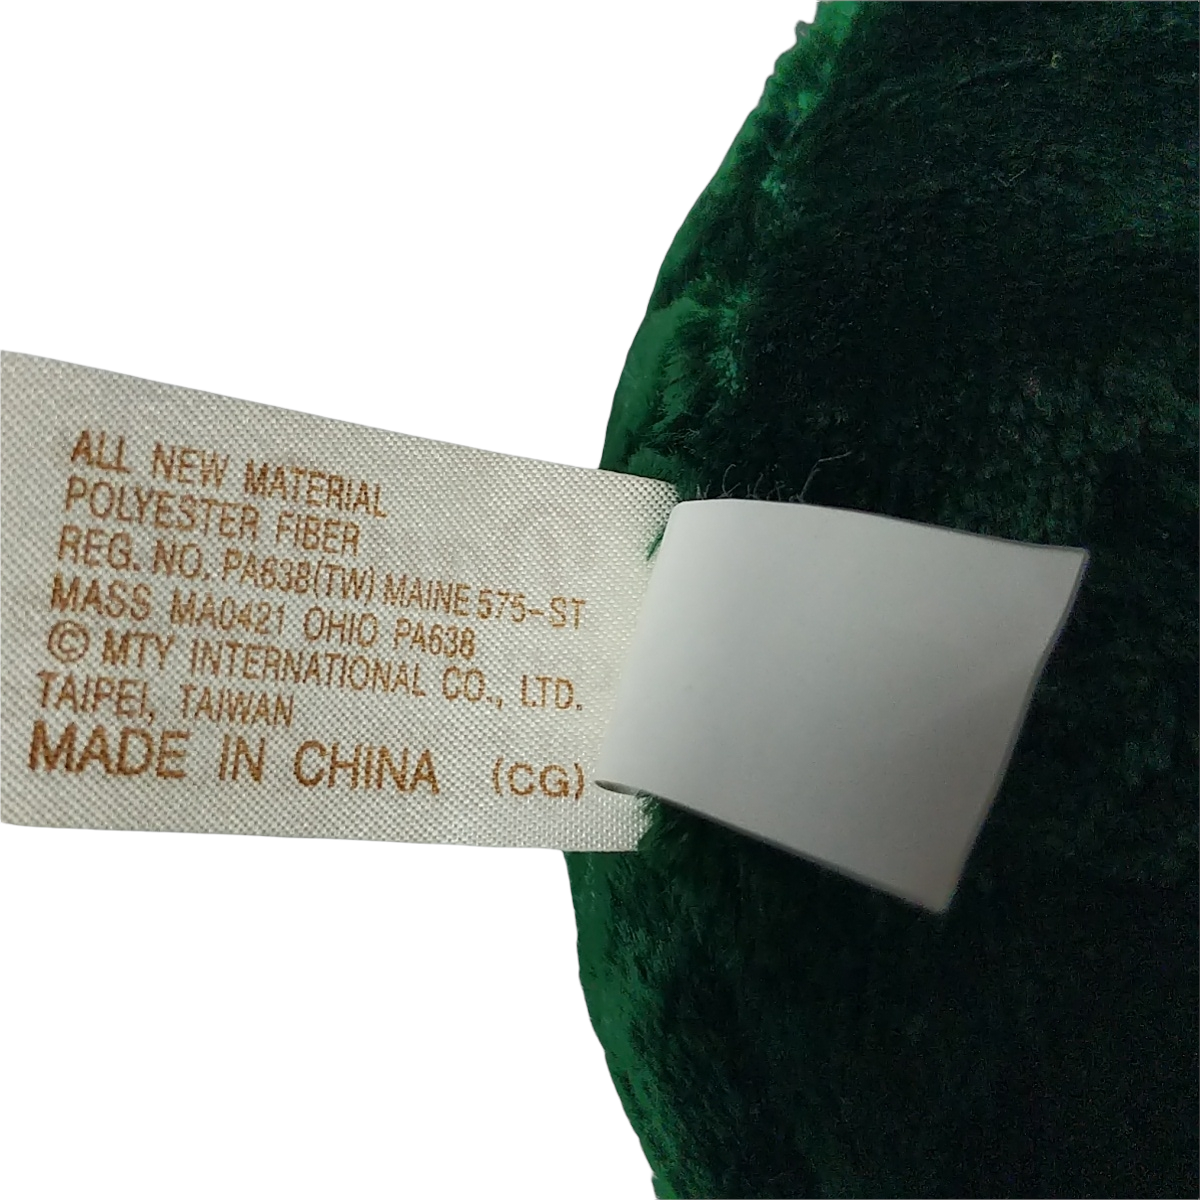 ALL NEW MATERIAL
POLYESTER FIBER
REG. NO. PA638(TW) MAINE 575-ST
MASS MA0421 OHIO PA638
© MTY INTERNATIONAL CO., LTD.
TAIPEI, TAIWAN
MADE IN CHINA (CG)